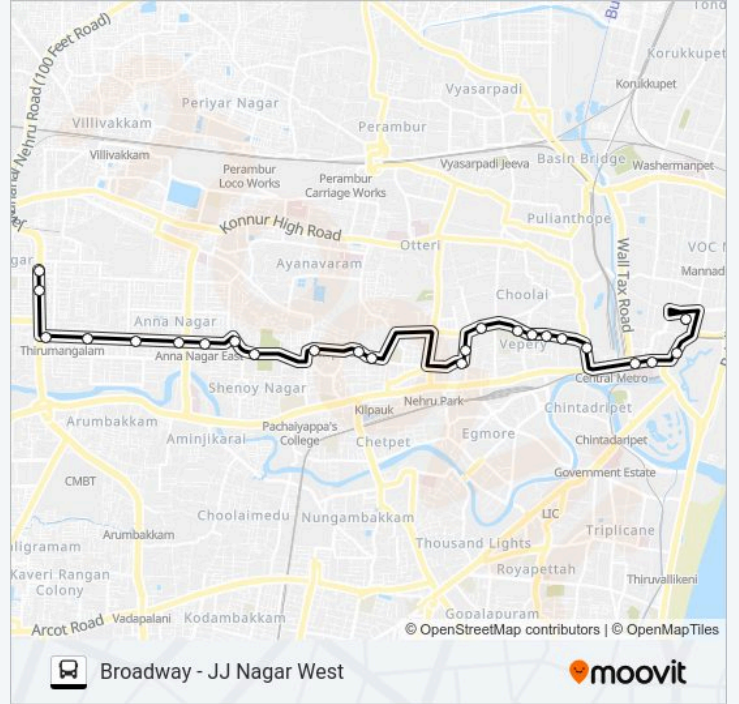 Tond
Bu
Nehru Road (100 Feet Road)
Korukkupet
Vyasarpadi
Korukkupet
Periyar Nagar
Villivakkam
Perambur
Villivakkam
Perambur
Loco Works
Perambur
Carriage Works
Vyasarpadi Jeeva
Basin Bridge
Washermanpet
Konnur High Road
Pulianthope
Otteri
Wall Tax Road
VOC N
Mannad
gar
Ayanavaram
Choolai
Anna Nagar
Thirumangalam
Anna Nagar East
Vepery
Central Metro
Shenoy Nagar
Kilpauk
Nehru Park
Chintadripet
Arumbakkam
Pachaiyappa's
College
Aminjikarai
Chetpet
Egmore
Chintadaripet
Government Estate
CMBT
Choolaimedu
Nungambakkam
LIC
Triplicane
Arumbakkam
Thousand Lights
aligramam
Royapettah
Kaveri Rangan
Colony
Thiruvallikeni
Arcot Road
Vadapalani
Kodambakkam
Gopalapuram
© OpenStreetMap contributors | © OpenMapTiles
Broadway - JJ Nagar West
moovit